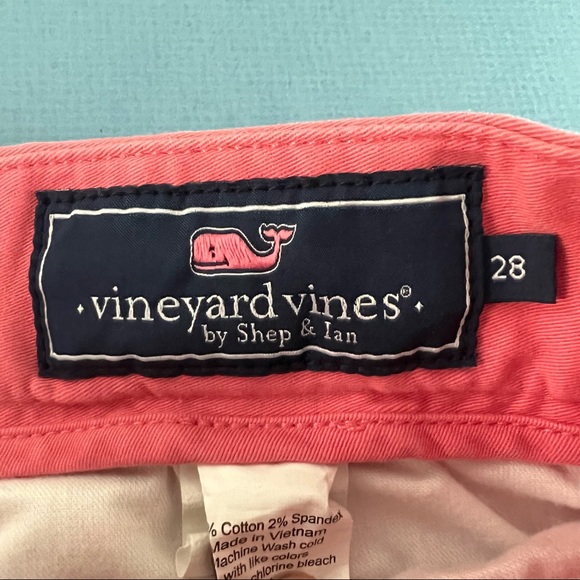 vineyard vines®
by Shep & Ian
28
% Cotton 2% Spandex
Made in Vietnam
Machine Wash cold
with like colors
chlorine bleach